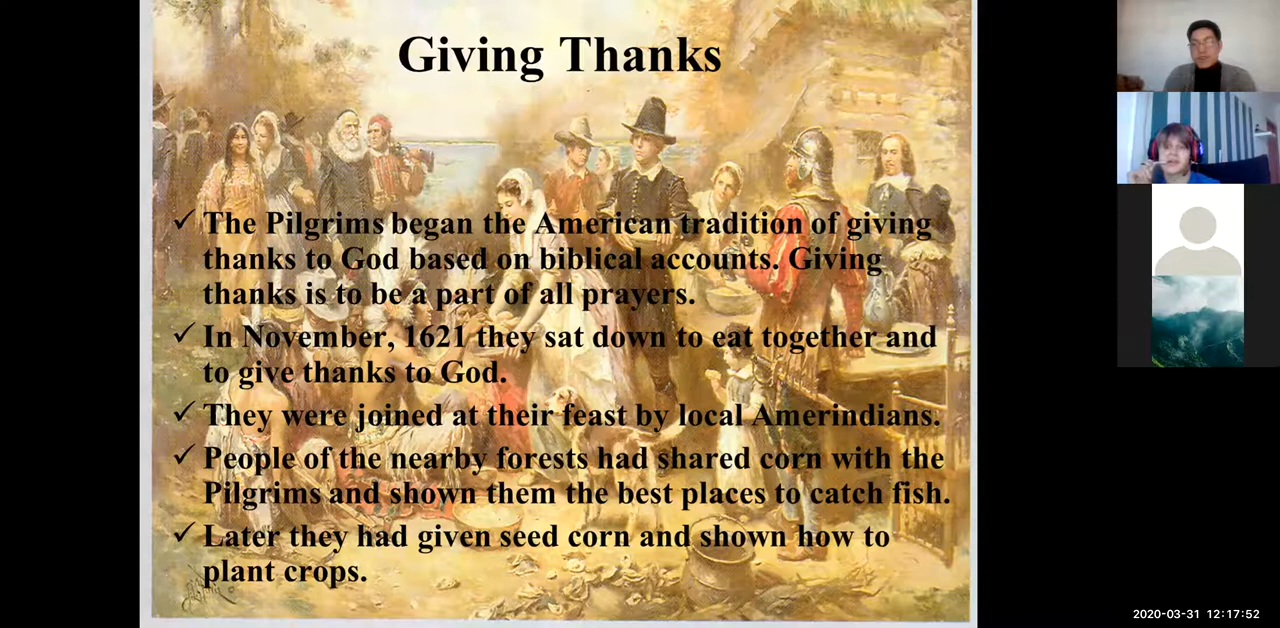 Giving Thanks
✓ The Pilgrims began the American tradition of giving
thanks to God based on biblical accounts. Giving
thanks is to be a part of all prayers.
✓ In November, 1621 they sat down to eat together and
to give thanks to God.
✓ They were joined at their feast by local Amerindians.
✓ People of the nearby forests had shared corn with the
Pilgrims and shown them the best places to catch fish.
✓ Later they had given seed corn and shown how to
plant crops.
2020-03-31 12:17:52